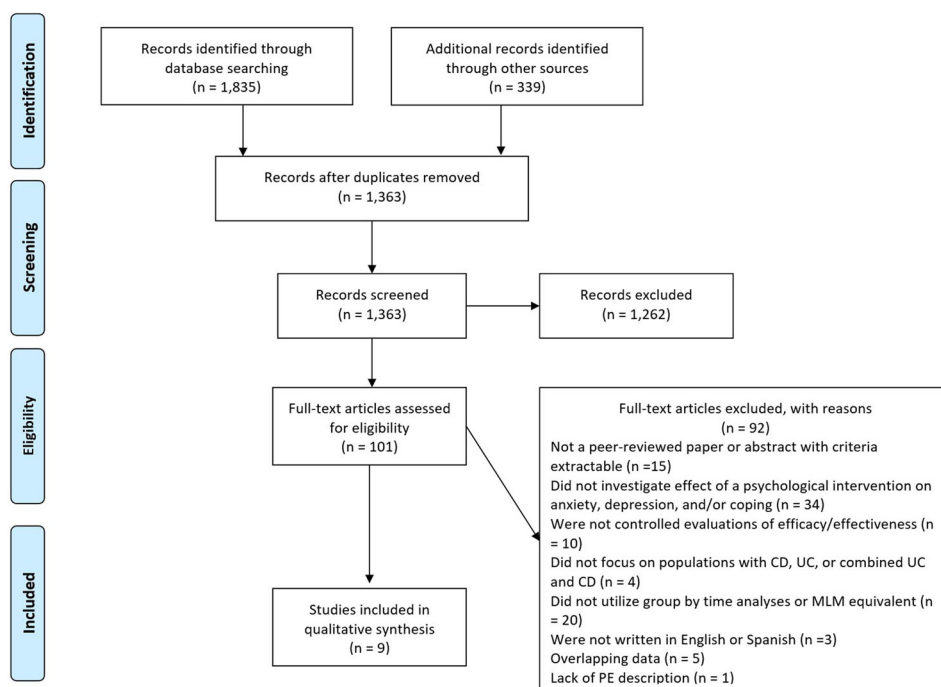 Identification
Records identified through
database searching
(n = 1,835)
Additional records identified
through other sources
(n = 339)
Records after duplicates removed
(n = 1,363)
Screening
Records screened
(n = 1,363)
Records excluded
(n = 1,262)
Eligibility
Full-text articles assessed
for eligibility
(n = 101)
Full-text articles excluded, with reasons
(n = 92)
Not a peer-reviewed paper or abstract with criteria
extractable (n =15)
Did not investigate effect of a psychological intervention on
anxiety, depression, and/or coping (n = 34)
Were not controlled evaluations of efficacy/effectiveness (n
= 10)
Did not focus on populations with CD, UC, or combined UC
and CD (n = 4)
Did not utilize group by time analyses or MLM equivalent (n
= 20)
Were not written in English or Spanish (n =3)
Overlapping data (n = 5)
Lack of PE description (n = 1)
Included
Studies included in
qualitative synthesis
(n = 9)